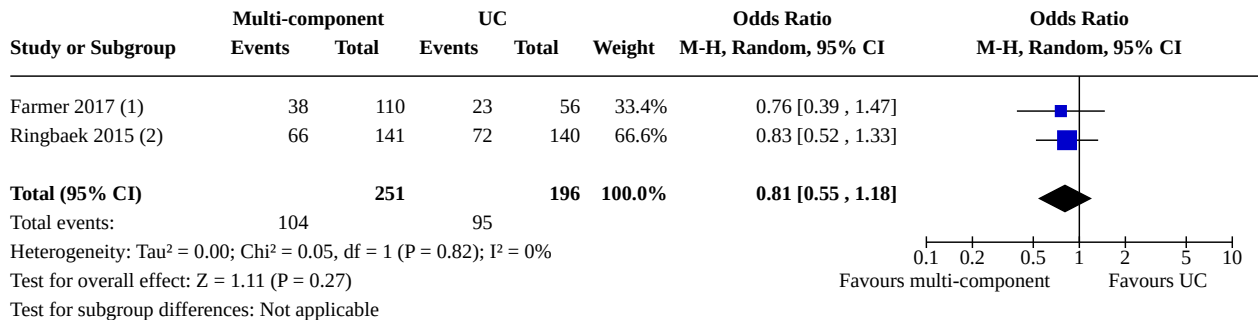 Multi-component UC Odds Ratio Odds Ratio
Study or Subgroup Events Total Events Total Weight M-H, Random, 95% CI M-H, Random, 95% CI
Farmer 2017 (1) 38 110 23 56 33.4% 0.76 [0.39 , 1.47]
Ringbaek 2015 (2) 66 141 72 140 66.6% 0.83 [0.52 , 1.33]
Total (95% CI) 251 196 100.0% 0.81 [0.55 , 1.18]
Total events: 104 95
Heterogeneity: Tau² = 0.00; Chi² = 0.05, df = 1 (P = 0.82); I² = 0%
0.1 0.2 0.5 1 2 5 10
Test for overall effect: Z = 1.11 (P = 0.27) Favours multi-component Favours UC
Test for subgroup differences: Not applicable